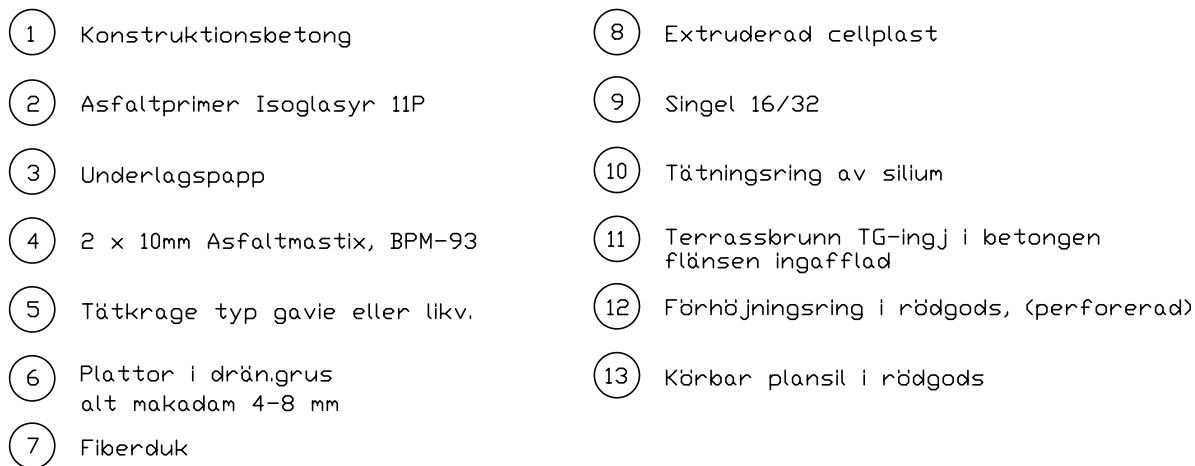 1 Konstruktionsbetong
2 Asfaltprimer Isoglasyr 11P
3 Underlagspapp
4 2 x 10mm Asfaltmastix, BPM-93
5 Tätkrage typ gavie eller likv.
6 Plattor i drän.grus
alt makadam 4-8 mm
7 Fiberduk
8 Extruderad cellplast
9 Singel 16/32
10 Tätningsring av silium
11 Terrassbrunn TG-ingj i betongen
flänsen ingafflad
12 Förhöjningsring i rödgods, (perforerad)
13 Körbar plansil i rödgods